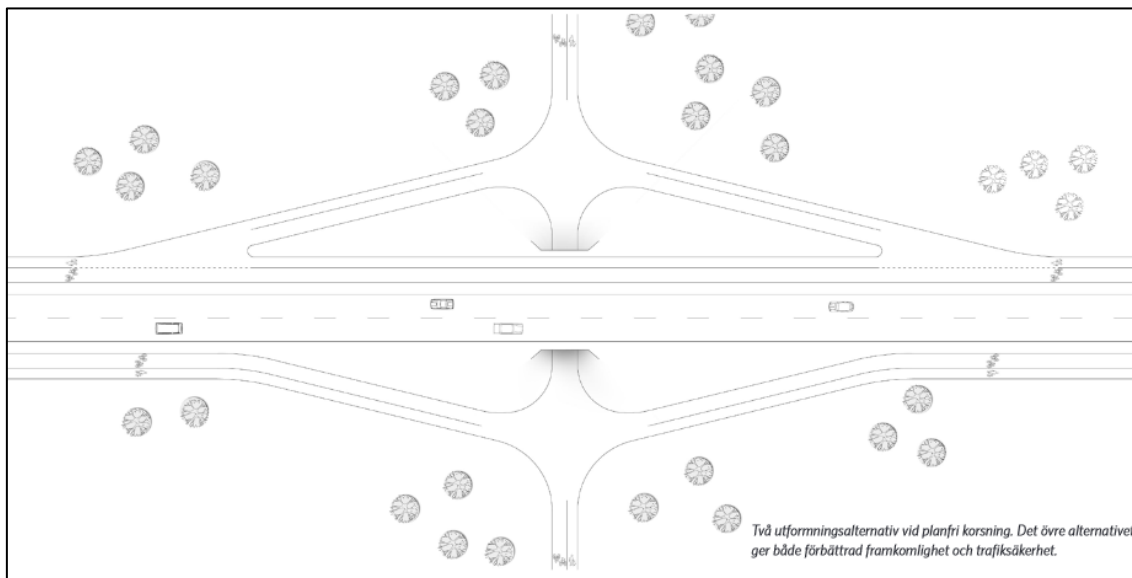 Två utformningsalternativ vid planfri korsning. Det övre alternativet
ger både förbättrad framkomlighet och trafiksäkerhet.